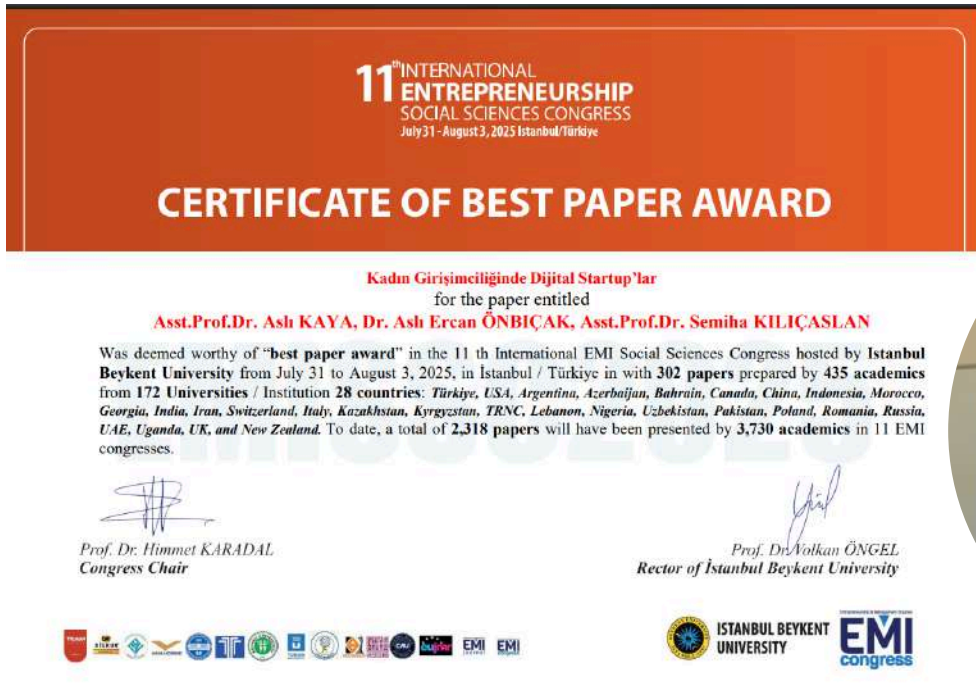 11th INTERNATIONAL
ENTREPRENEURSHIP
SOCIAL SCIENCES CONGRESS
July 31 - August 3, 2025 Istanbul/Türkiye
CERTIFICATE OF BEST PAPER AWARD
Kadın Girişimciliğinde Dijital Startup’lar
for the paper entitled
Asst.Prof.Dr. Aslı KAYA, Dr. Aslı Ercan ÖNBIÇAK, Asst.Prof.Dr. Semiha KILIÇASLAN
Was deemed worthy of “best paper award” in the 11 th International EMI Social Sciences Congress hosted by Istanbul
Beykent University from July 31 to August 3, 2025, in İstanbul / Türkiye in with 302 papers prepared by 435 academics
from 172 Universities / Institution 28 countries: Türkiye, USA, Argentina, Azerbaijan, Bahrain, Canada, China, Indonesia, Morocco,
Georgia, India, Iran, Switzerland, Italy, Kazakhstan, Kyrgyzstan, TRNC, Lebanon, Nigeria, Uzbekistan, Pakistan, Poland, Romania, Russia,
UAE, Uganda, UK, and New Zealand. To date, a total of 2,318 papers will have been presented by 3,730 academics in 11 EMI
congresses.
Prof. Dr. Himmet KARADAL
Congress Chair
Prof. Dr. Volkan ÖNGEL
Rector of İstanbul Beykent University
EMI
EMI
ISTANBUL BEYKENT
UNIVERSITY
EMI
congress